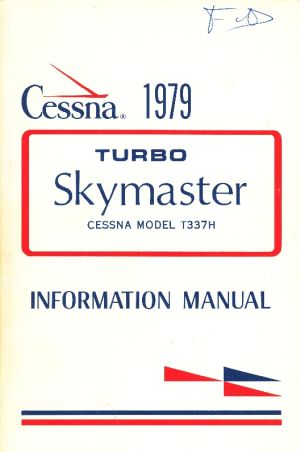 Cessna® 1979
TURBO
Skymaster
CESSNA MODEL T337H
INFORMATION MANUAL